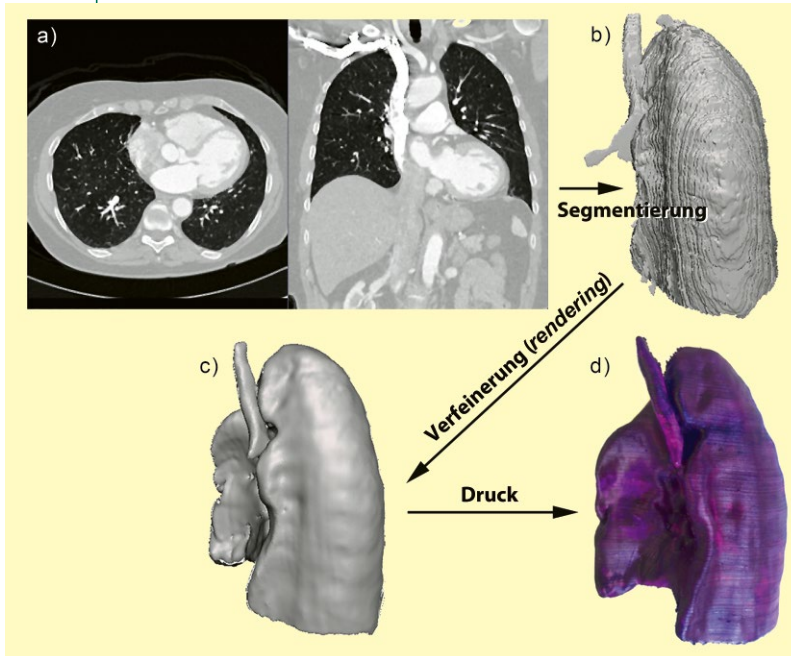 a)
b)
Segmentierung
Verfeinerung (rendering)
c)
d)
Druck